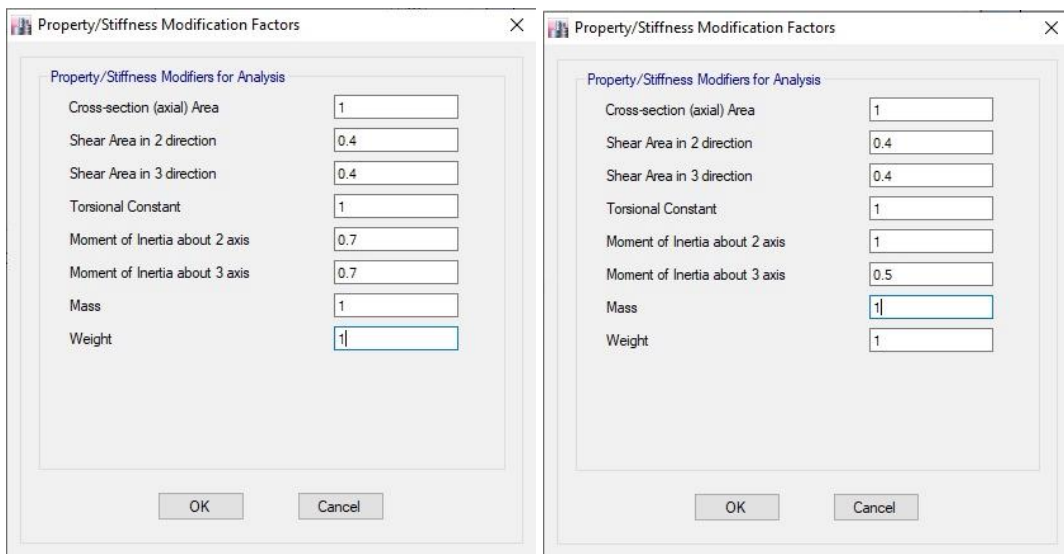 Property/Stiffness Modification Factors
Property/Stiffness Modifiers for Analysis
Cross-section (axial) Area 1
Shear Area in 2 direction 0.4
Shear Area in 3 direction 0.4
Torsional Constant 1
Moment of Inertia about 2 axis 0.7
Moment of Inertia about 3 axis 0.7
Mass 1
Weight 1
OK Cancel
Property/Stiffness Modification Factors
Property/Stiffness Modifiers for Analysis
Cross-section (axial) Area 1
Shear Area in 2 direction 0.4
Shear Area in 3 direction 0.4
Torsional Constant 1
Moment of Inertia about 2 axis 1
Moment of Inertia about 3 axis 0.5
Mass 1
Weight 1
OK Cancel